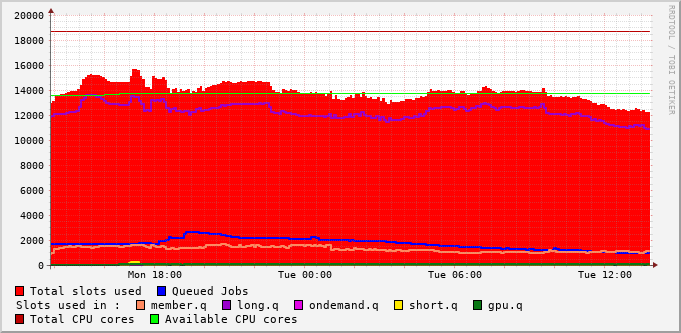 RRDTOOL / TOBI OETIKER
20000
18000
16000
14000
12000
10000
8000
6000
4000
2000
0
Mon 18:00 Tue 00:00 Tue 06:00 Tue 12:00
Total slots used Queued Jobs
Slots used in : member.q long.q ondemand.q short.q gpu.q
Total CPU cores Available CPU cores